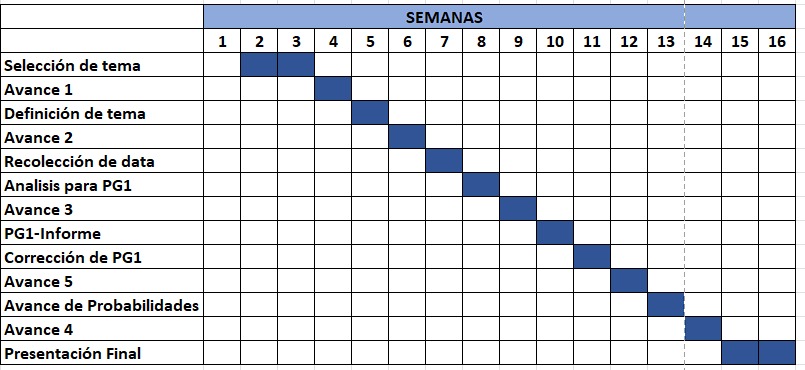 SEMANAS
1 2 3 4 5 6 7 8 9 10 11 12 13 14 15 16
Selección de tema
Avance 1
Definición de tema
Avance 2
Recolección de data
Analisis para PG1
Avance 3
PG1-Informe
Corrección de PG1
Avance 5
Avance de Probabilidades
Avance 4
Presentación Final